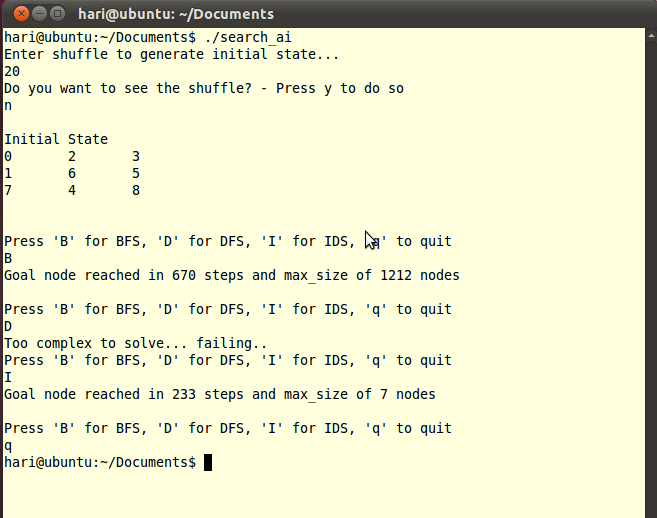 hari@ubuntu: ~/Documents
hari@ubuntu:~/Documents$ ./search_ai
Enter shuffle to generate initial state...
20
Do you want to see the shuffle? - Press y to do so
n
Initial State
0 2 3
1 6 5
7 4 8
Press 'B' for BFS, 'D' for DFS, 'I' for IDS, 'q' to quit
B
Goal node reached in 670 steps and max_size of 1212 nodes
Press 'B' for BFS, 'D' for DFS, 'I' for IDS, 'q' to quit
D
Too complex to solve... failing..
Press 'B' for BFS, 'D' for DFS, 'I' for IDS, 'q' to quit
I
Goal node reached in 233 steps and max_size of 7 nodes
Press 'B' for BFS, 'D' for DFS, 'I' for IDS, 'q' to quit
q
hari@ubuntu:~/Documents$